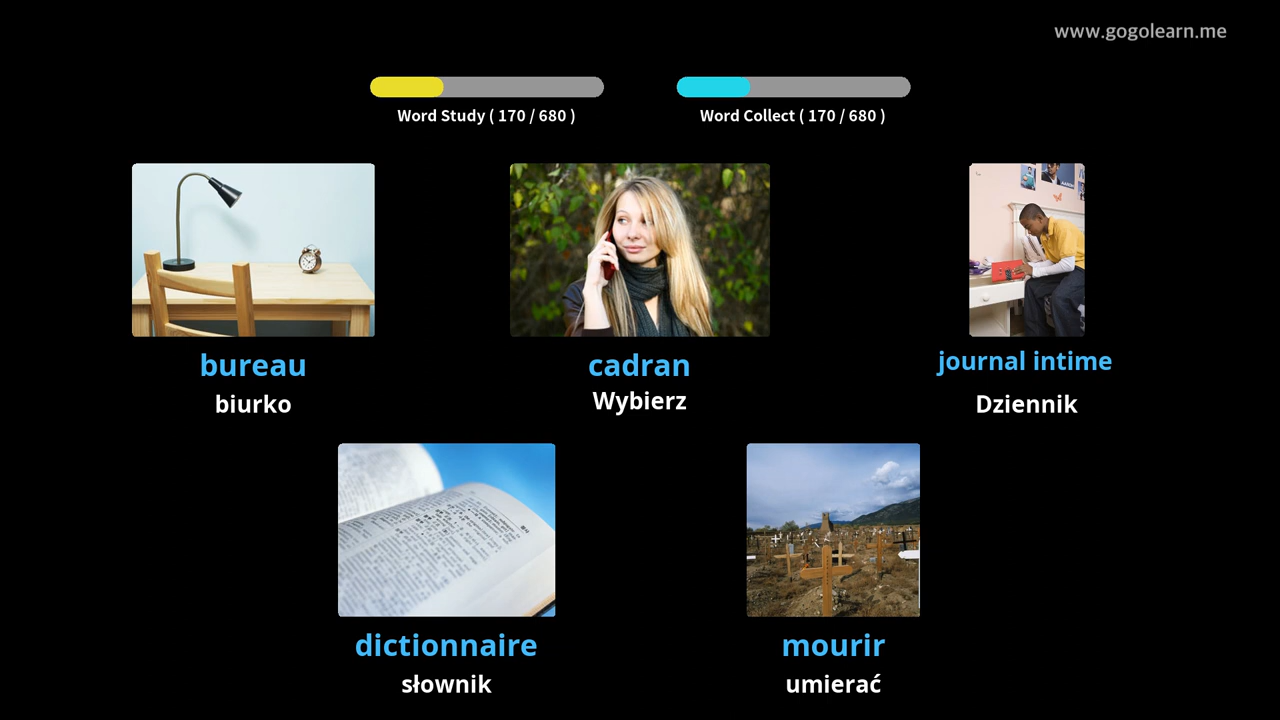 www.gogolearn.me
Word Study ( 170 / 680 )
Word Collect ( 170 / 680 )
bureau
biurko
cadran
Wybierz
journal intime
Dziennik
dictionnaire
słownik
mourir
umierać